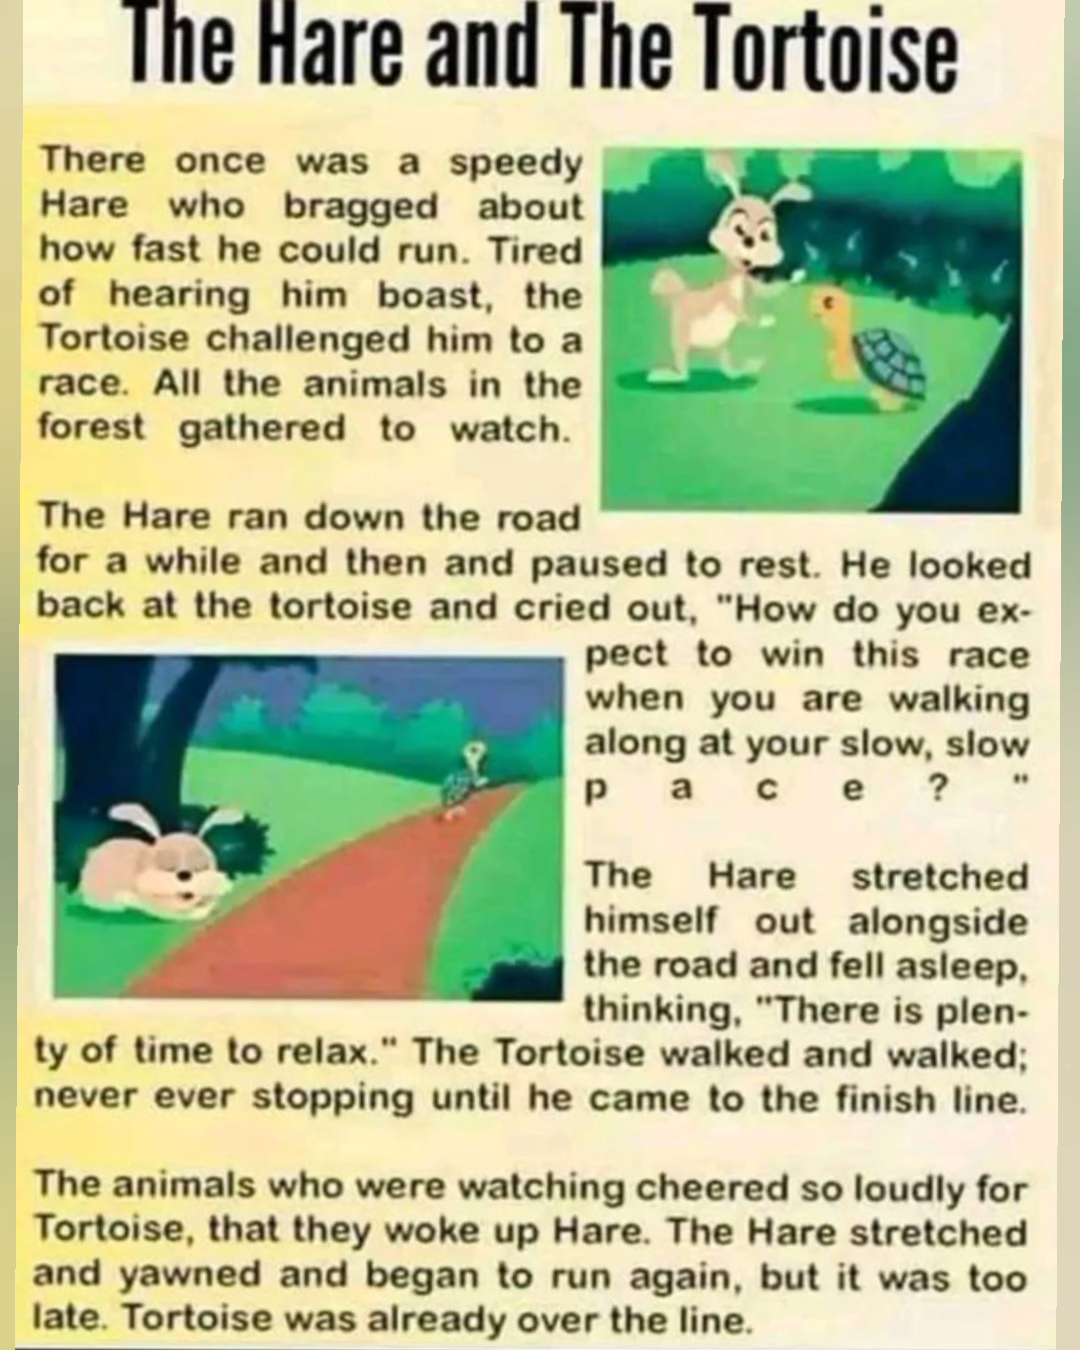 The Hare and The Tortoise
There once was a speedy
Hare who bragged about
how fast he could run. Tired
of hearing him boast, the
Tortoise challenged him to a
race. All the animals in the
forest gathered to watch.
The Hare ran down the road
for a while and then and paused to rest. He looked
back at the tortoise and cried out, "How do you ex-
pect to win this race
when you are walking
along at your slow, slow
p a c e ? "
The Hare stretched
himself out alongside
the road and fell asleep,
thinking, "There is plen-
ty of time to relax." The Tortoise walked and walked;
never ever stopping until he came to the finish line.
The animals who were watching cheered so loudly for
Tortoise, that they woke up Hare. The Hare stretched
and yawned and began to run again, but it was too
late. Tortoise was already over the line.